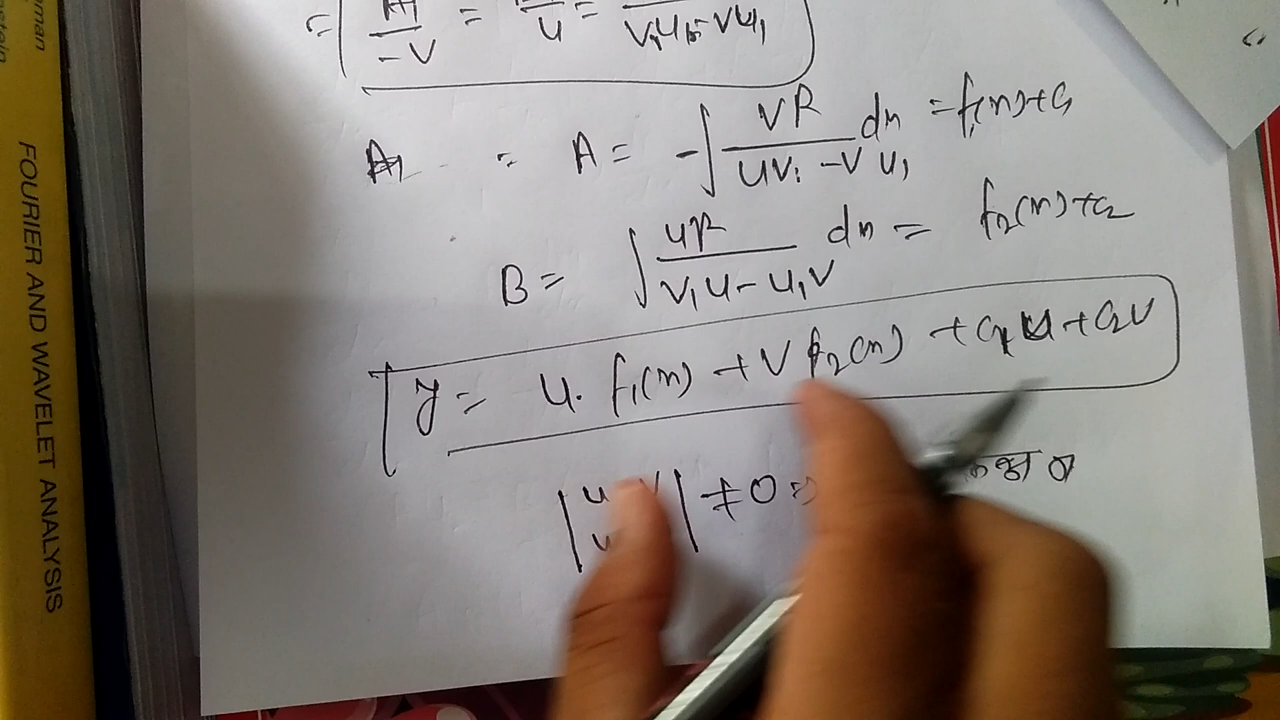 FOURIER AND WAVELET ANALYSIS
= A1/-V = /u = /V1u - Vu1
= A = -∫ VR/(uV1 - Vu1) dx = f1(x)+C1
B = ∫ uR/(V1u - u1V) dx = f2(x)+C2
y = u. f1(x) + V f2(x) + C1u + C2V
|u V| ≠ 0 ⇒